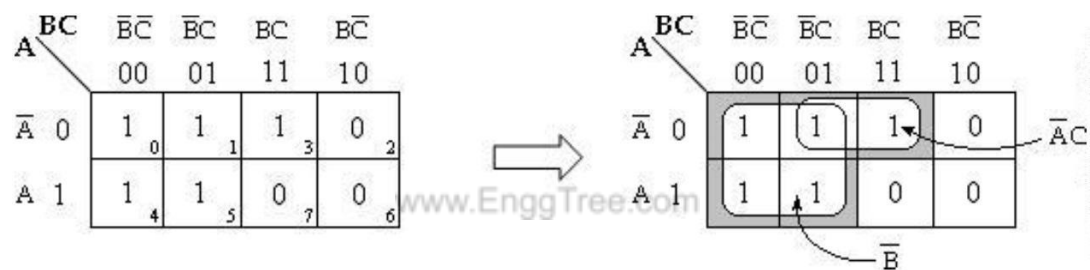 A BC B̅C̅ B̅C BC BC̅
00 01 11 10
A̅ 0 1 0 1 1 1 3 0 2
A 1 1 4 1 5 0 7 0 6
www.EnggTree.com
A BC B̅C̅ B̅C BC BC̅
00 01 11 10
A̅ 0 1 1 1 0 A̅C
A 1 1 1 0 0
B̅